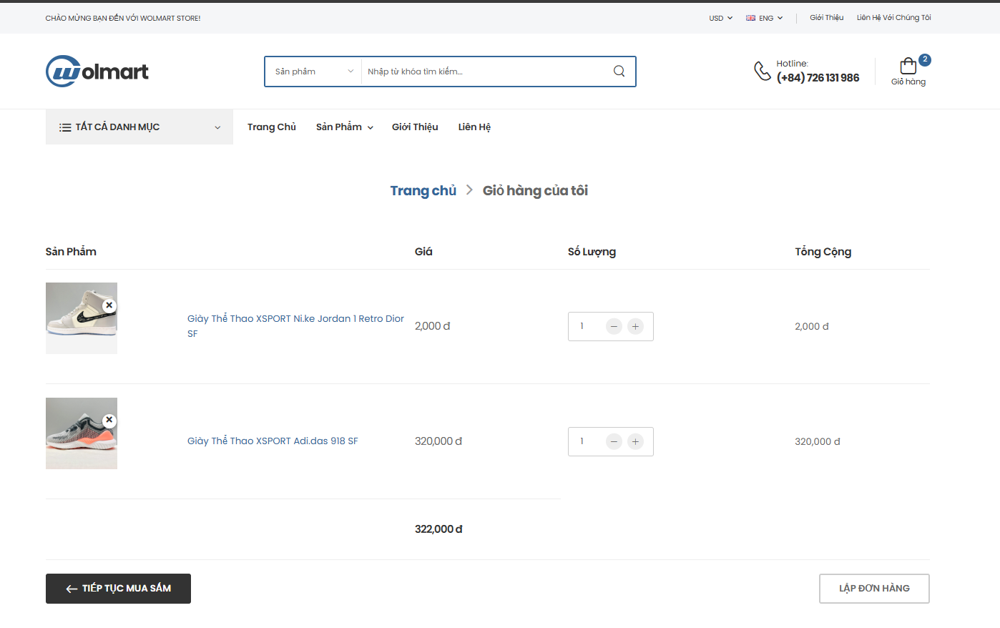 CHÀO MỪNG BẠN ĐẾN VỚI WOLMART STORE!
USD ENG Giới Thiệu Liên Hệ Với Chúng Tôi
Wolmart
Sản phẩm Nhập từ khóa tìm kiếm...
Hotline:
(+84) 726 131 986
2
Giỏ hàng
TẤT CẢ DANH MỤC Trang Chủ Sản Phẩm Giới Thiệu Liên Hệ
Trang chủ Giỏ hàng của tôi
Sản Phẩm Giá Số Lượng Tổng Cộng
Giày Thể Thao XSPORT Ni.ke Jordan 1 Retro Dior
SF
2,000 đ 1 − + 2,000 đ
Giày Thể Thao XSPORT Adi.das 918 SF 320,000 đ 1 − + 320,000 đ
322,000 đ
TIẾP TỤC MUA SẮM LẬP ĐƠN HÀNG